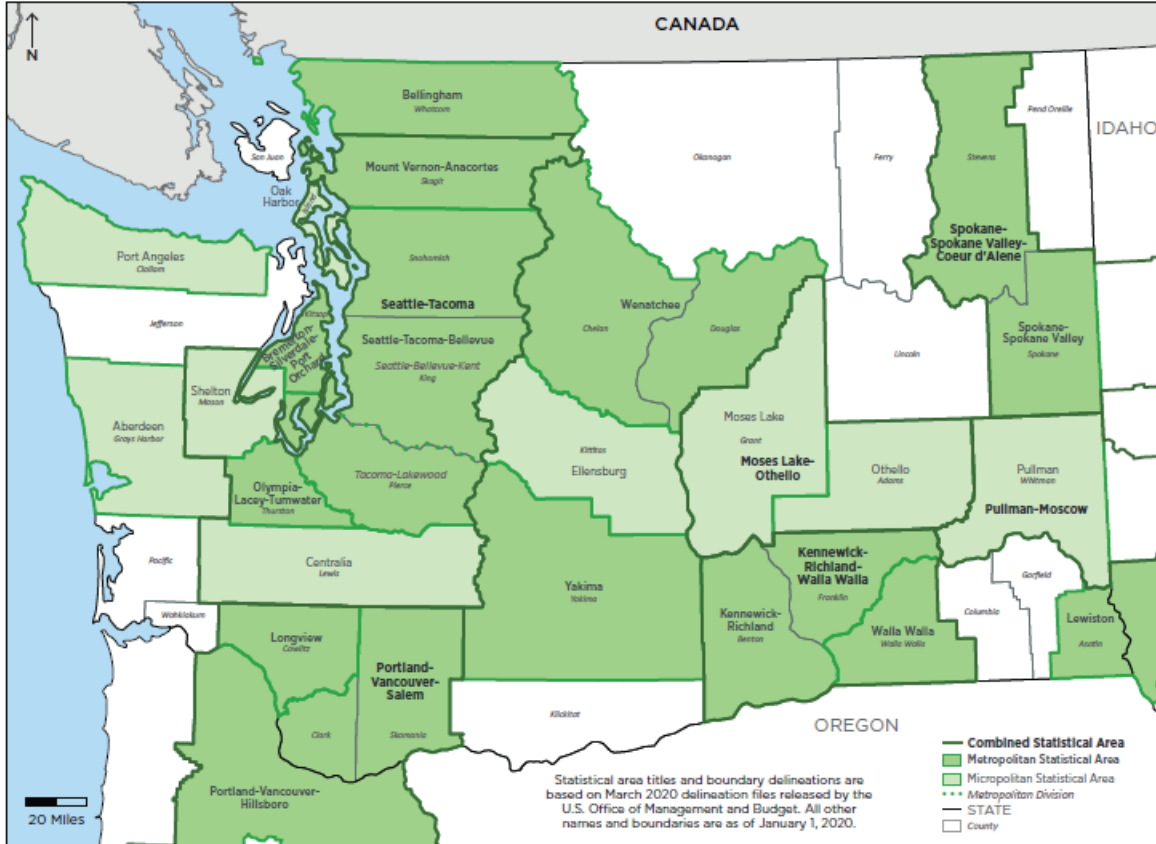 CANADA
N
Bellingham
Whatcom
San Juan
Okanogan
Ferry
Pend Oreille
IDAHO
Stevens
Mount Vernon-Anacortes
Skagit
Oak
Harbor
Island
Port Angeles
Clallam
Snohomish
Spokane-
Spokane Valley-
Coeur d'Alene
Seattle-Tacoma
Wenatchee
Chelan
Douglas
Jefferson
Kitsap
Bremerton-
Silverdale-
Port
Orchard
Seattle-Tacoma-Bellevue
Seattle-Bellevue-Kent
King
Lincoln
Spokane-
Spokane Valley
Spokane
Shelton
Mason
Aberdeen
Grays Harbor
Moses Lake
Grant
Moses Lake-
Othello
Kittitas
Ellensburg
Othello
Adams
Pullman
Whitman
Pullman-Moscow
Tacoma-Lakewood
Pierce
Olympia-
Lacey-Tumwater
Thurston
Centralia
Lewis
Pacific
Yakima
Yakima
Kennewick-
Richland-
Walla Walla
Franklin
Garfield
Columbia
Wahkiakum
Longview
Cowlitz
Kennewick-
Richland
Benton
Walla Walla
Walla Walla
Lewiston
Asotin
Portland-
Vancouver-
Salem
Clark
Skamania
Klickitat
OREGON
Portland-Vancouver-
Hillsboro
20 Miles
Statistical area titles and boundary delineations are
based on March 2020 delineation files released by the
U.S. Office of Management and Budget. All other
names and boundaries are as of January 1, 2020.
Combined Statistical Area
Metropolitan Statistical Area
Micropolitan Statistical Area
Metropolitan Division
STATE
County